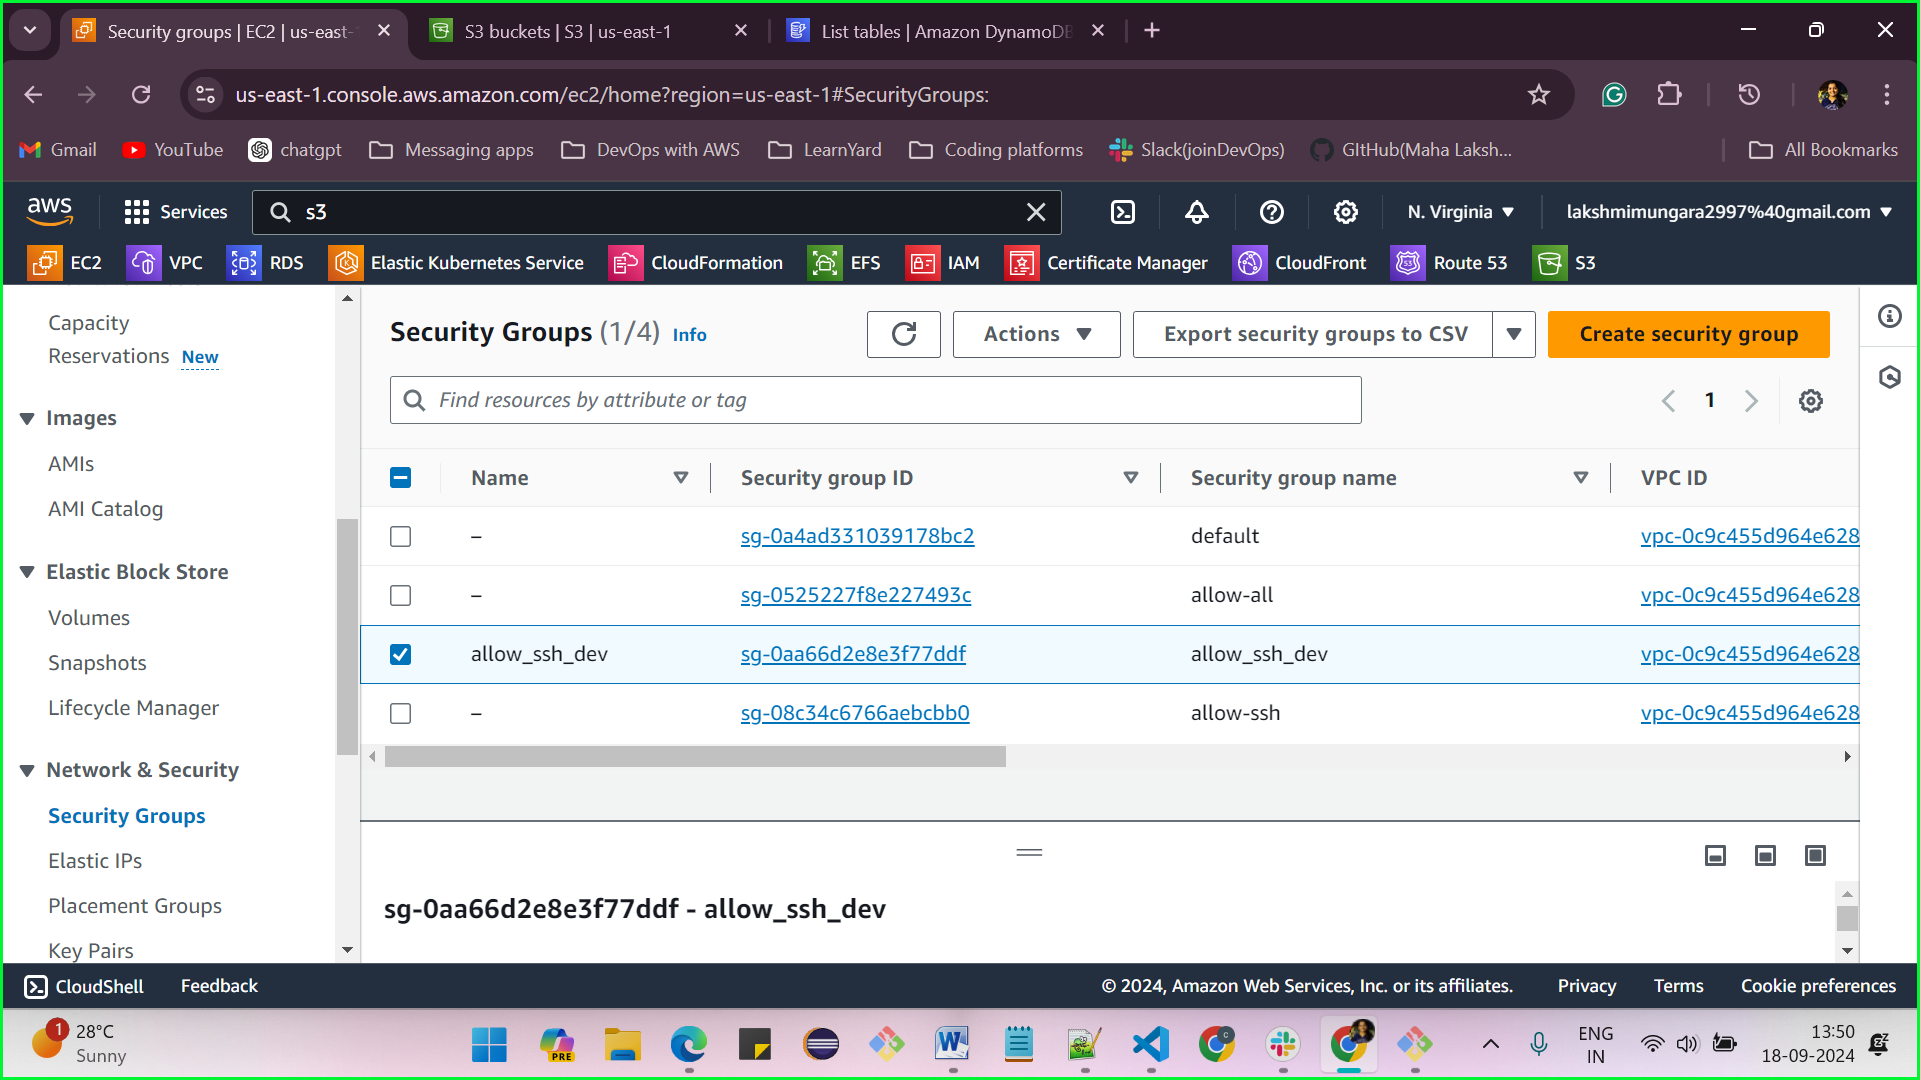 Security groups | EC2 | us-east-
S3 buckets | S3 | us-east-1
List tables | Amazon DynamoDB
us-east-1.console.aws.amazon.com/ec2/home?region=us-east-1#SecurityGroups:
Gmail
YouTube
chatgpt
Messaging apps
DevOps with AWS
LearnYard
Coding platforms
Slack(joinDevOps)
GItHub(Maha Laksh...
All Bookmarks
aws
Services
s3
N. Virginia
lakshmimungara2997%40gmail.com
EC2
VPC
RDS
Elastic Kubernetes Service
CloudFormation
EFS
IAM
Certificate Manager
CloudFront
Route 53
S3
Capacity
Reservations New
Images
AMIs
AMI Catalog
Elastic Block Store
Volumes
Snapshots
Lifecycle Manager
Network & Security
Security Groups
Elastic IPs
Placement Groups
Key Pairs
Security Groups (1/4) Info
Actions
Export security groups to CSV
Create security group
Find resources by attribute or tag
1
Name Security group ID Security group name VPC ID
– sg-0a4ad331039178bc2 default vpc-0c9c455d964e628
– sg-0525227f8e227493c allow-all vpc-0c9c455d964e628
allow_ssh_dev sg-0aa66d2e8e3f77ddf allow_ssh_dev vpc-0c9c455d964e628
– sg-08c34c6766aebcbb0 allow-ssh vpc-0c9c455d964e628
sg-0aa66d2e8e3f77ddf - allow_ssh_dev
CloudShell
Feedback
© 2024, Amazon Web Services, Inc. or its affiliates.
Privacy
Terms
Cookie preferences
1
28°C
Sunny
PRE
ENG
IN
13:50
18-09-2024